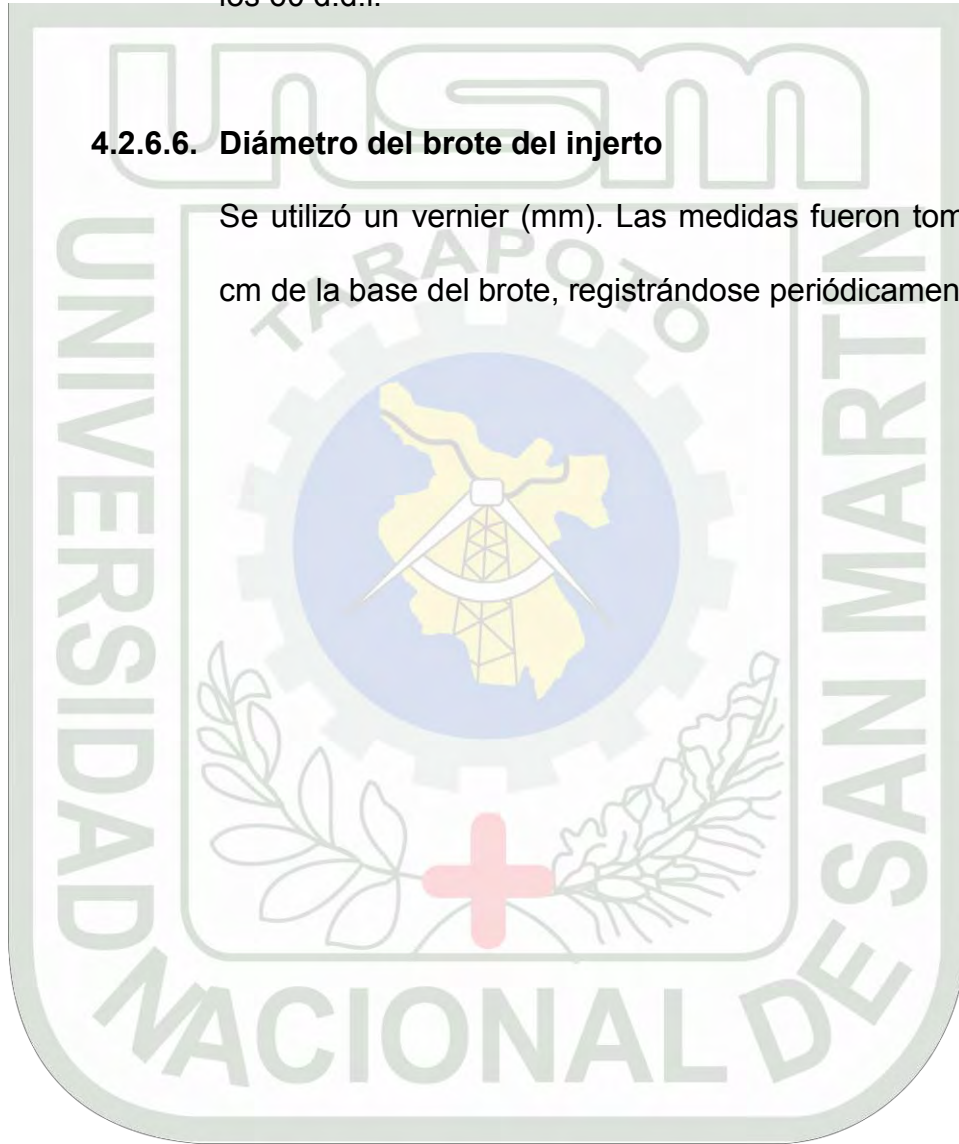 4.2.6.6. Diámetro del brote del injerto
Se utilizó un vernier (mm). Las medidas fueron tom
cm de la base del brote, registrándose periódicamen
unsm
TARAPOTO
UNIVERSIDAD
NACIONAL DE
SAN MARTIN